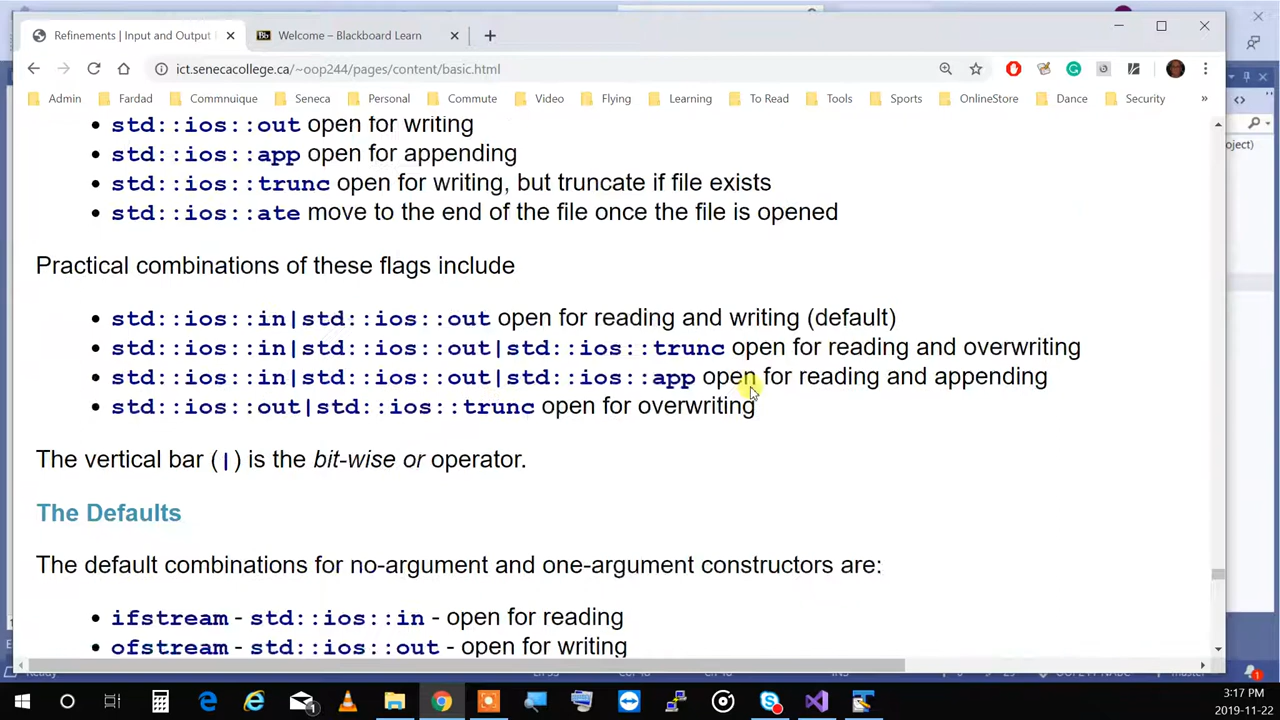 Refinements | Input and Output
Welcome – Blackboard Learn
ict.senecacollege.ca/~oop244/pages/content/basic.html
Admin Fardad Commnuique Seneca Personal Commute Video Flying Learning To Read Tools Sports OnlineStore Dance Security »
oject)
std::ios::out open for writing
std::ios::app open for appending
std::ios::trunc open for writing, but truncate if file exists
std::ios::ate move to the end of the file once the file is opened
Practical combinations of these flags include
std::ios::in|std::ios::out open for reading and writing (default)
std::ios::in|std::ios::out|std::ios::trunc open for reading and overwriting
std::ios::in|std::ios::out|std::ios::app open for reading and appending
std::ios::out|std::ios::trunc open for overwriting
The vertical bar (|) is the bit-wise or operator.
The Defaults
The default combinations for no-argument and one-argument constructors are:
ifstream - std::ios::in - open for reading
ofstream - std::ios::out - open for writing
3:17 PM
2019-11-22